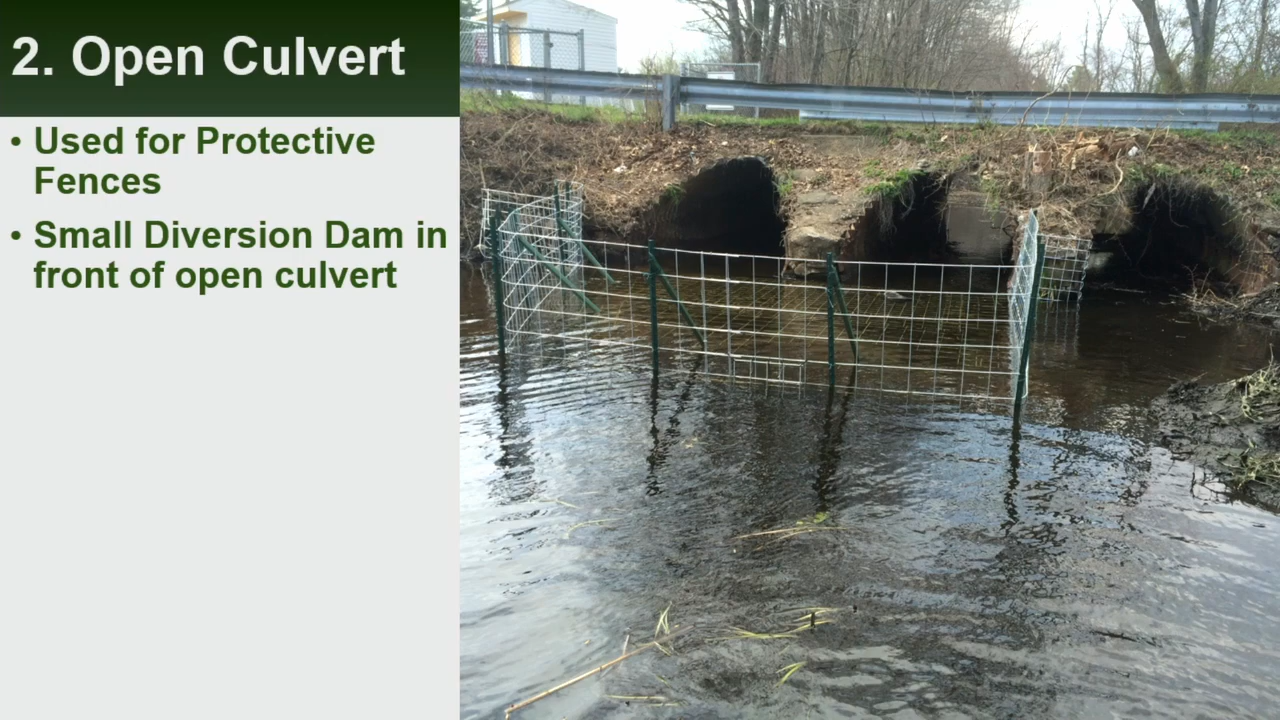 2. Open Culvert
• Used for Protective
Fences
• Small Diversion Dam in
front of open culvert